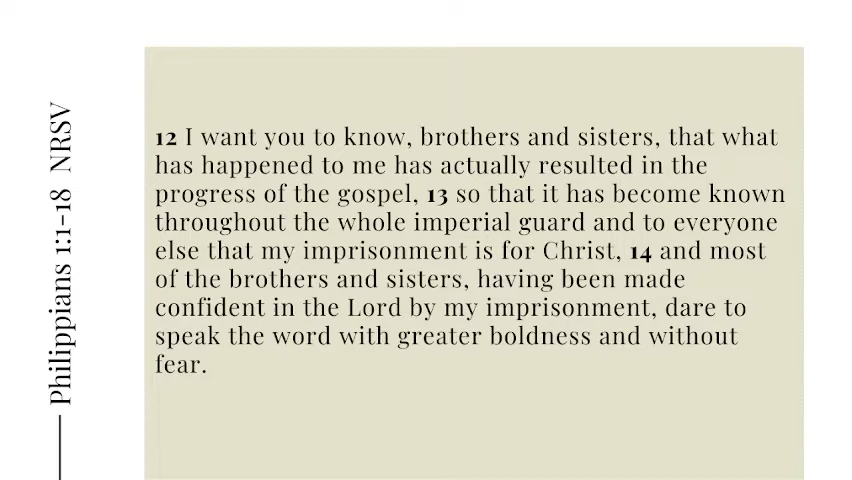 Philippians 1:1-18 NRSV
12 I want you to know, brothers and sisters, that what
has happened to me has actually resulted in the
progress of the gospel, 13 so that it has become known
throughout the whole imperial guard and to everyone
else that my imprisonment is for Christ, 14 and most
of the brothers and sisters, having been made
confident in the Lord by my imprisonment, dare to
speak the word with greater boldness and without
fear.